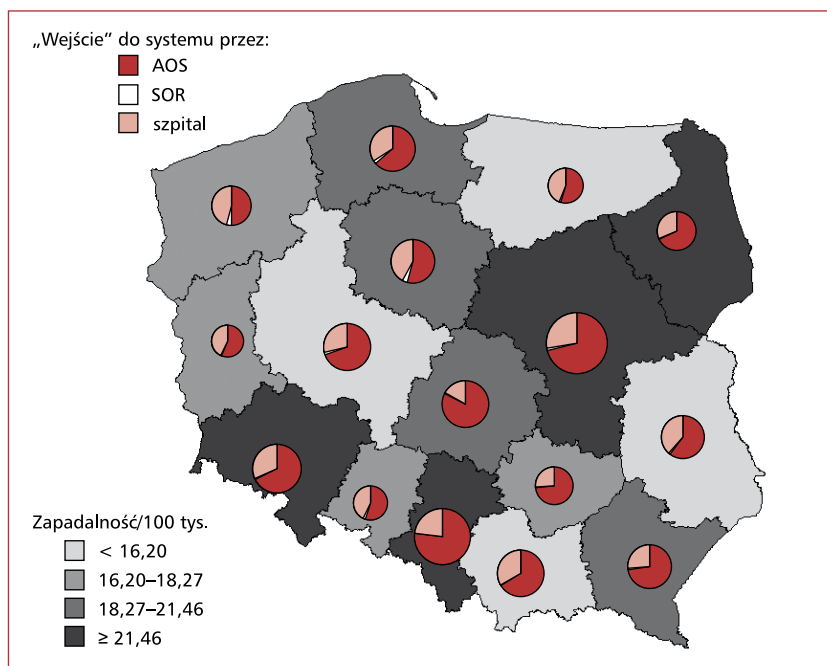 „Wejście” do systemu przez:
AOS
SOR
szpital
Zapadalność/100 tys.
< 16,20
16,20–18,27
18,27–21,46
≥ 21,46